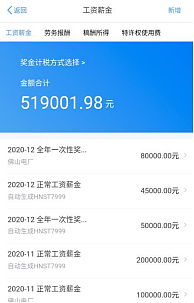 返回 工资薪金 新增
工资薪金 劳务报酬 稿酬所得 特许权使用费
奖金计税方式选择 >
金额合计
519001.98 元
2020-12 全年一次性奖... 80000.00元 >
佛山电厂
2020-12 正常工资薪金 45000.00元 >
自动生成HNST7999
2020-12 全年一次性奖... 50000.00元 >
自动生成HNST7999
2020-11 正常工资薪金 200000.00元 >
自动生成HNST7999
2020-11 正常工资薪金 100000.00元 >